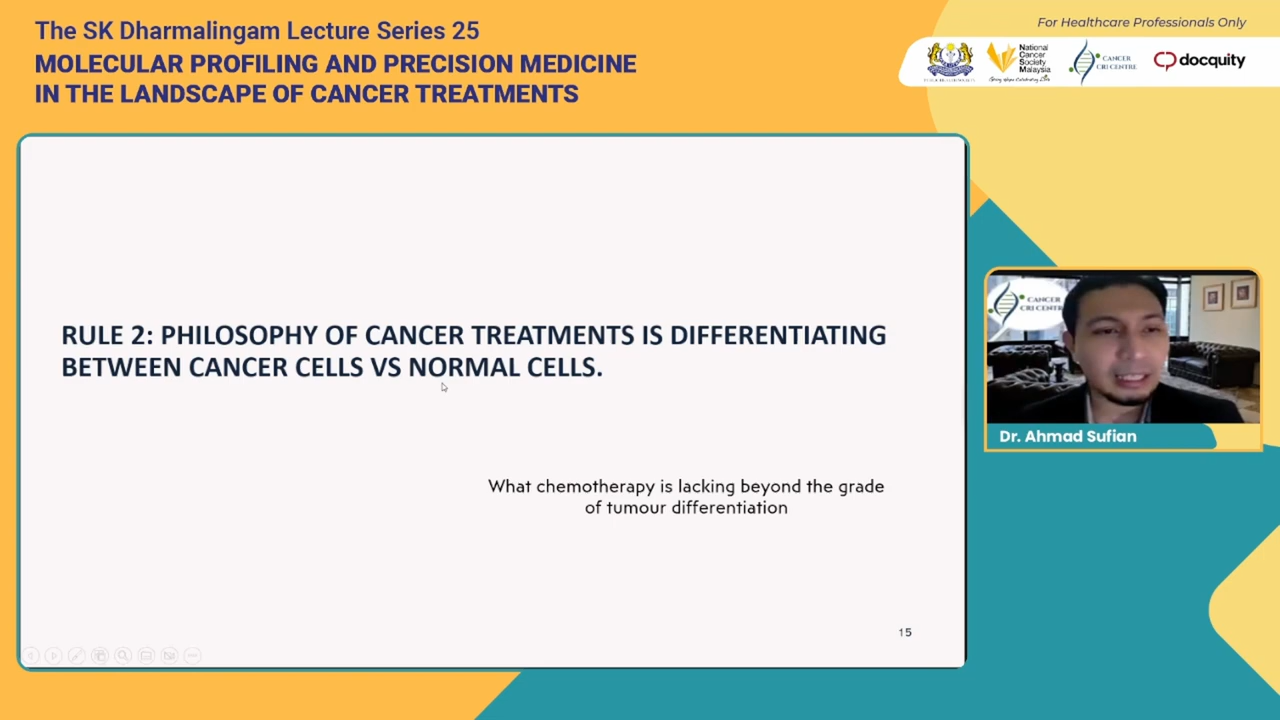 The SK Dharmalingam Lecture Series 25
MOLECULAR PROFILING AND PRECISION MEDICINE
IN THE LANDSCAPE OF CANCER TREATMENTS
For Healthcare Professionals Only
National
Cancer
Society
Malaysia
CANCER
CRI CENTRE
docquity
RULE 2: PHILOSOPHY OF CANCER TREATMENTS IS DIFFERENTIATING
BETWEEN CANCER CELLS VS NORMAL CELLS.
What chemotherapy is lacking beyond the grade
of tumour differentiation
15
CANCER
CRI CENTR
Dr. Ahmad Sufian